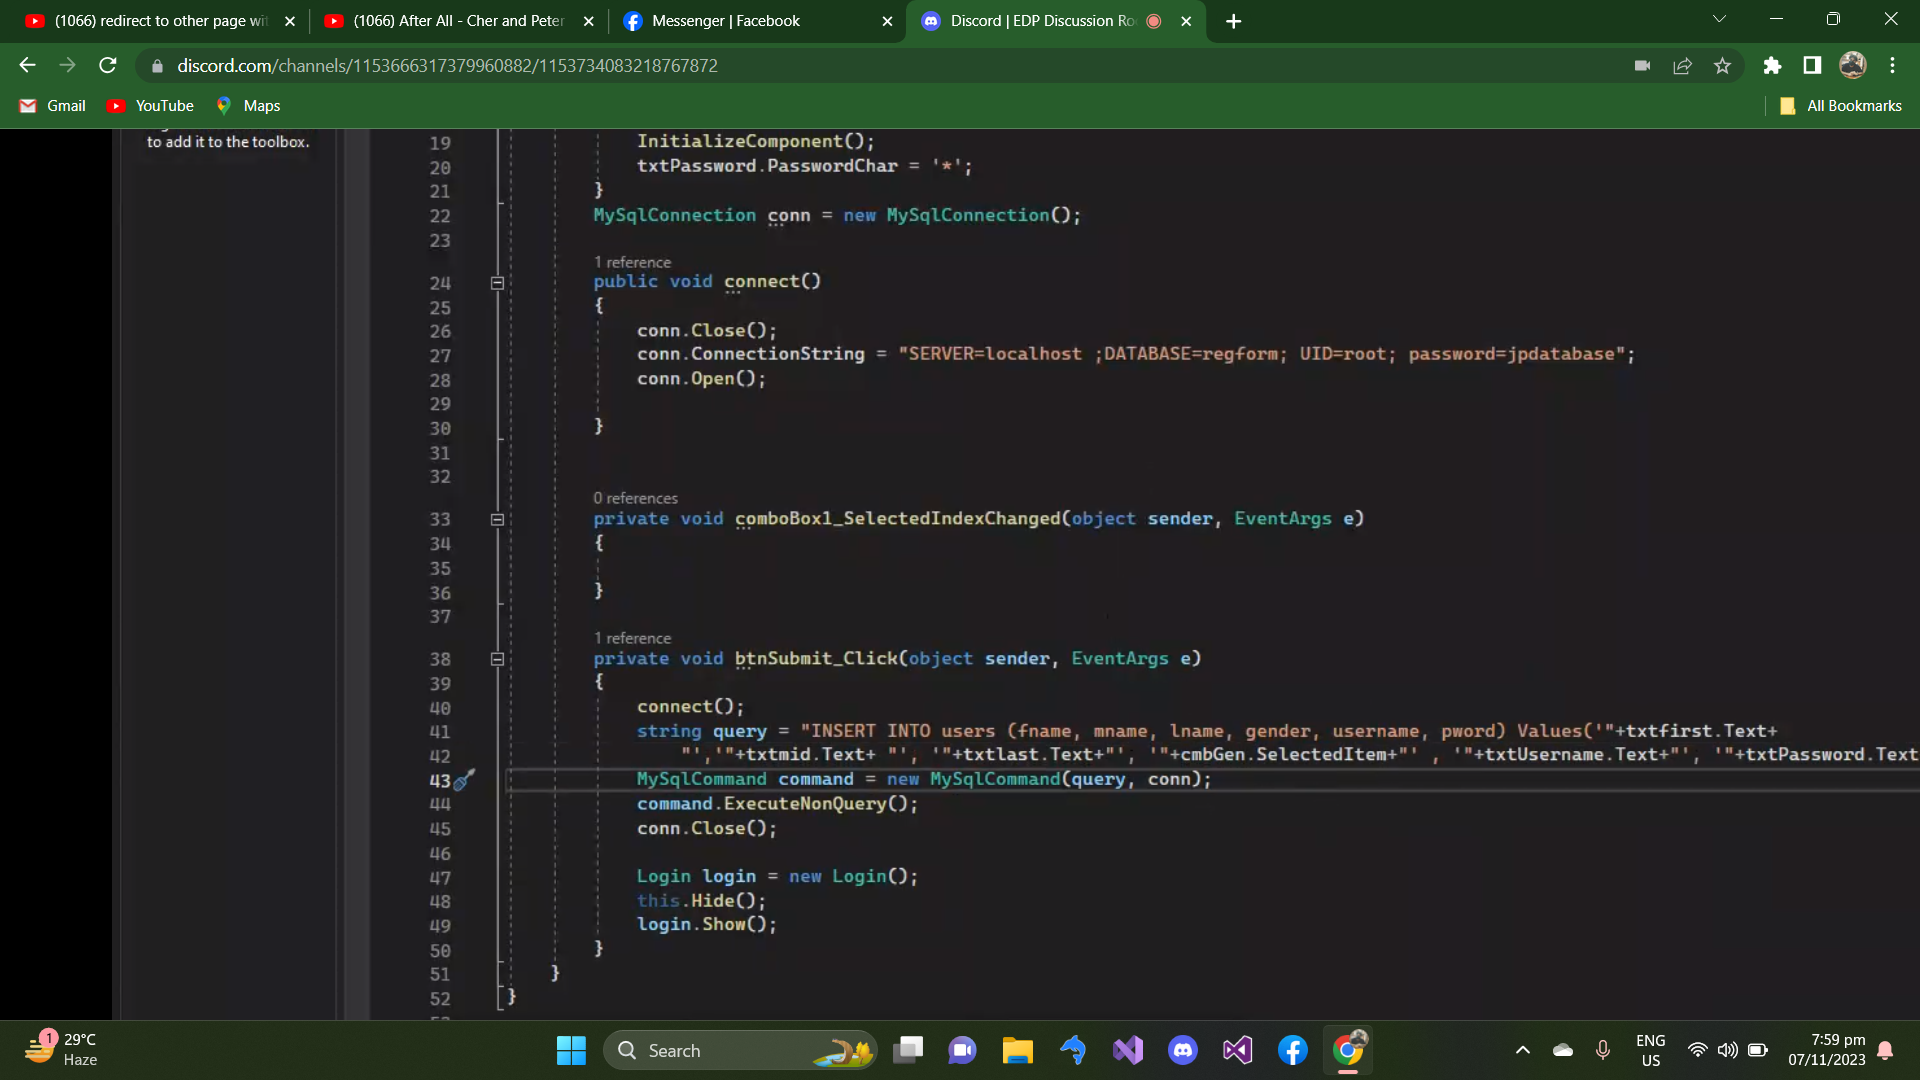 (1066) redirect to other page wit
(1066) After All - Cher and Peter
Messenger | Facebook
Discord | EDP Discussion Ro
discord.com/channels/1153666317379960882/1153734083218767872
Gmail
YouTube
Maps
All Bookmarks
to add it to the toolbox.
19 InitializeComponent();
20 txtPassword.PasswordChar = '*';
21 }
22 MySqlConnection conn = new MySqlConnection();
23
1 reference
24 public void connect()
25 {
26 conn.Close();
27 conn.ConnectionString = "SERVER=localhost ;DATABASE=regform; UID=root; password=jpdatabase";
28 conn.Open();
29
30 }
31
32
0 references
33 private void comboBox1_SelectedIndexChanged(object sender, EventArgs e)
34 {
35
36 }
37
1 reference
38 private void btnSubmit_Click(object sender, EventArgs e)
39 {
40 connect();
41 string query = "INSERT INTO users (fname, mname, lname, gender, username, pword) Values('"+txtfirst.Text+
42 "','"+txtmid.Text+ "', '"+txtlast.Text+"', '"+cmbGen.SelectedItem+"' , '"+txtUsername.Text+"', '"+txtPassword.Text
43 MySqlCommand command = new MySqlCommand(query, conn);
44 command.ExecuteNonQuery();
45 conn.Close();
46
47 Login login = new Login();
48 this.Hide();
49 login.Show();
50 }
51 }
52 }
1
29°C
Haze
Search
ENG
US
7:59 pm
07/11/2023